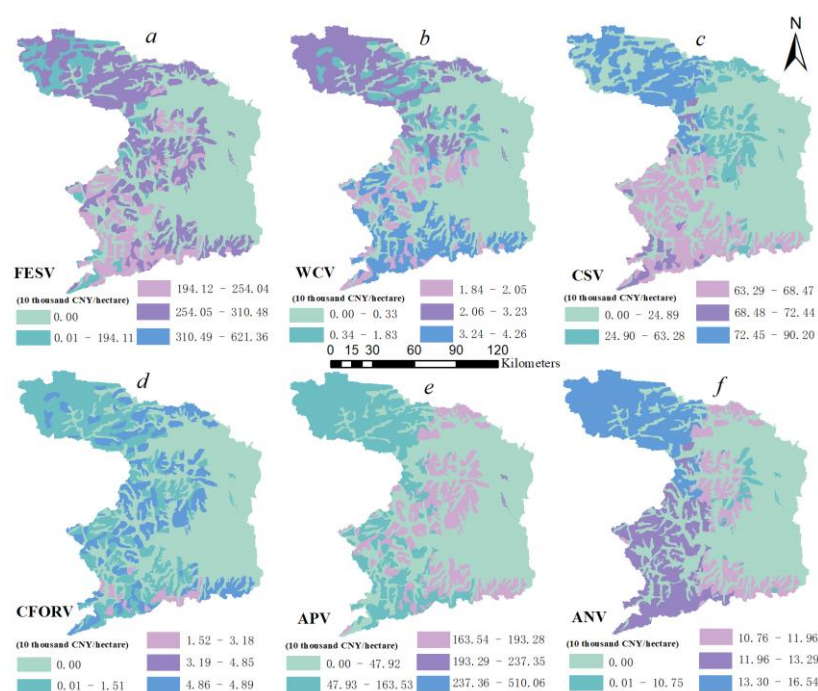 a
b
c
N
FESV
(10 thousand CNY/hectare)
0.00
0.01 - 194.11
194.12 - 254.04
254.05 - 310.48
310.49 - 621.36
WCV
(10 thousand CNY/hectare)
0.00 - 0.33
0.34 - 1.83
1.84 - 2.05
2.06 - 3.23
3.24 - 4.26
CSV
(10 thousand CNY/hectare)
0.00 - 24.89
24.90 - 63.28
63.29 - 68.47
68.48 - 72.44
72.45 - 90.20
0 15 30 60 90 120
Kilometers
d
e
f
CFORV
(10 thousand CNY/hectare)
0.00
0.01 - 1.51
1.52 - 3.18
3.19 - 4.85
4.86 - 4.89
APV
(10 thousand CNY/hectare)
0.00 - 47.92
47.93 - 163.53
163.54 - 193.28
193.29 - 237.35
237.36 - 510.06
ANV
(10 thousand CNY/hectare)
0.00
0.01 - 10.75
10.76 - 11.96
11.96 - 13.29
13.30 - 16.54